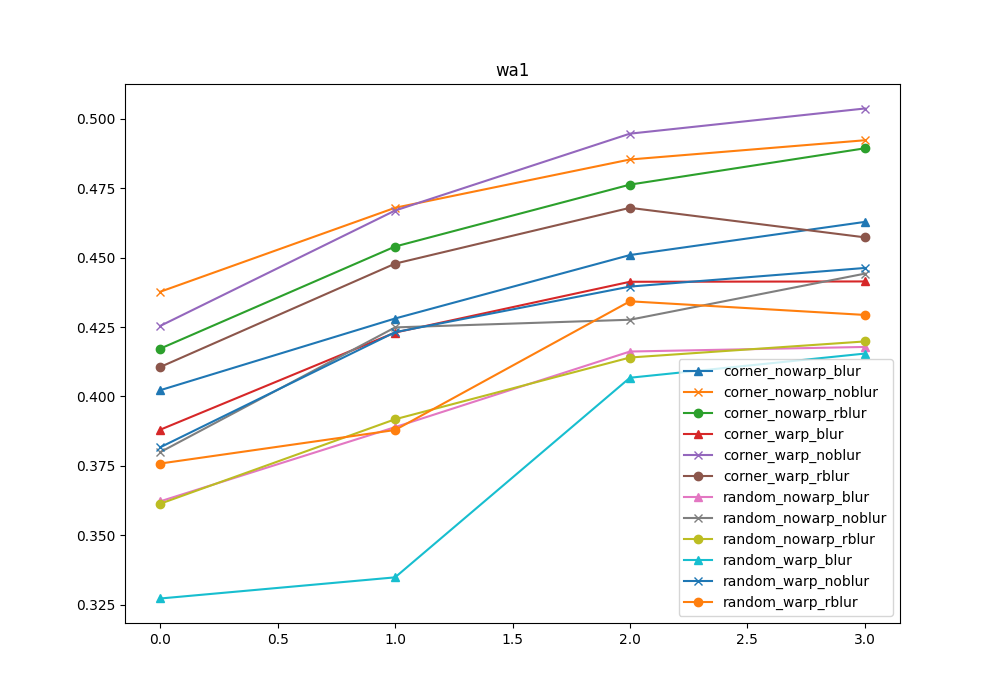 wa1
0.500
0.475
0.450
0.425
0.400
0.375
0.350
0.325
corner_nowarp_blur
corner_nowarp_noblur
corner_nowarp_rblur
corner_warp_blur
corner_warp_noblur
corner_warp_rblur
random_nowarp_blur
random_nowarp_noblur
random_nowarp_rblur
random_warp_blur
random_warp_noblur
random_warp_rblur
0.0 0.5 1.0 1.5 2.0 2.5 3.0